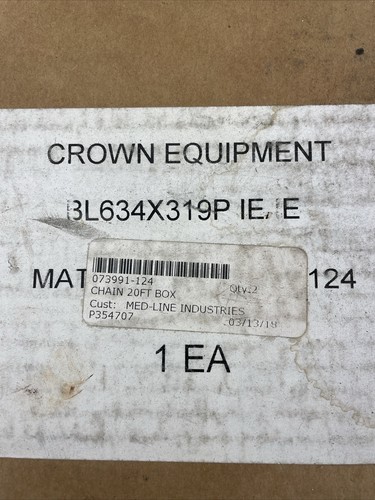 CROWN EQUIPMENT
BL634X319P IE/ E
MAT 124
073991-124
CHAIN 20FT BOX Qty:2
Cust: MED-LINE INDUSTRIES
P354707 03/13/18
1 EA